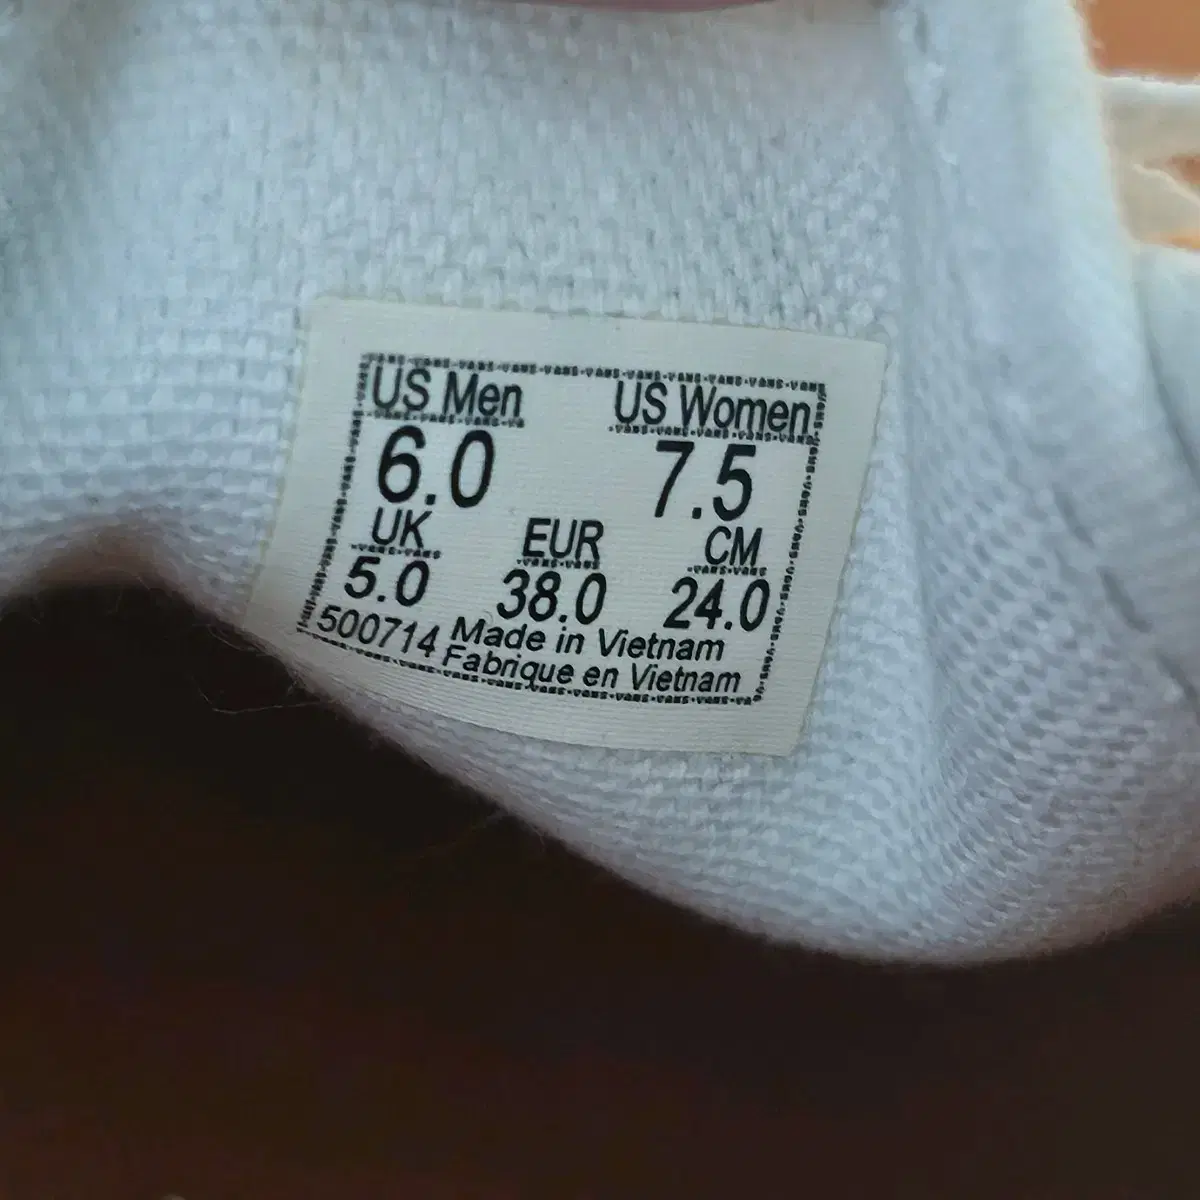 US Men US Women
6.0 7.5
UK EUR CM
5.0 38.0 24.0
500714 Made in Vietnam
Fabrique en Vietnam